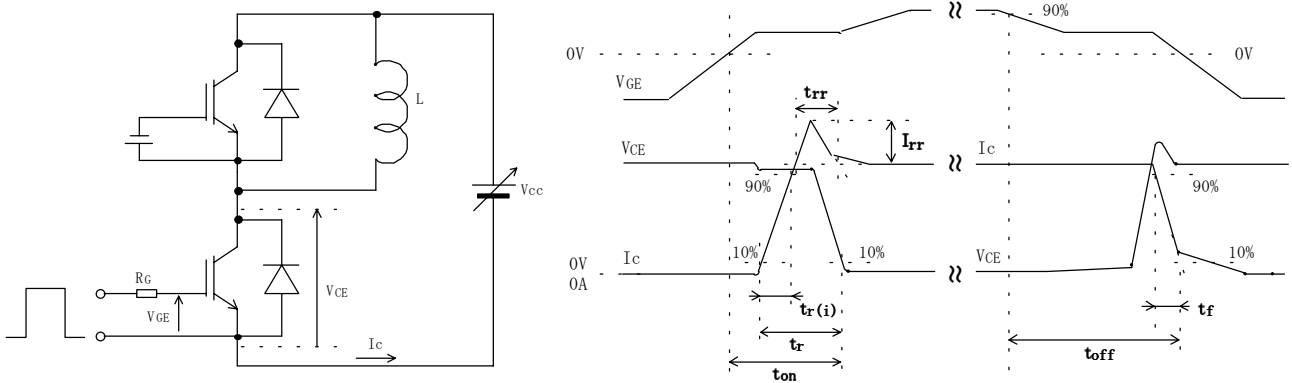 L
Vcc
RG
VGE
VCE
Ic
0V
VGE
90%
0V
trr
Irr
VCE
90%
Ic
90%
Ic
10%
10%
VCE
10%
0V
0A
tr(i)
tr
ton
tf
toff